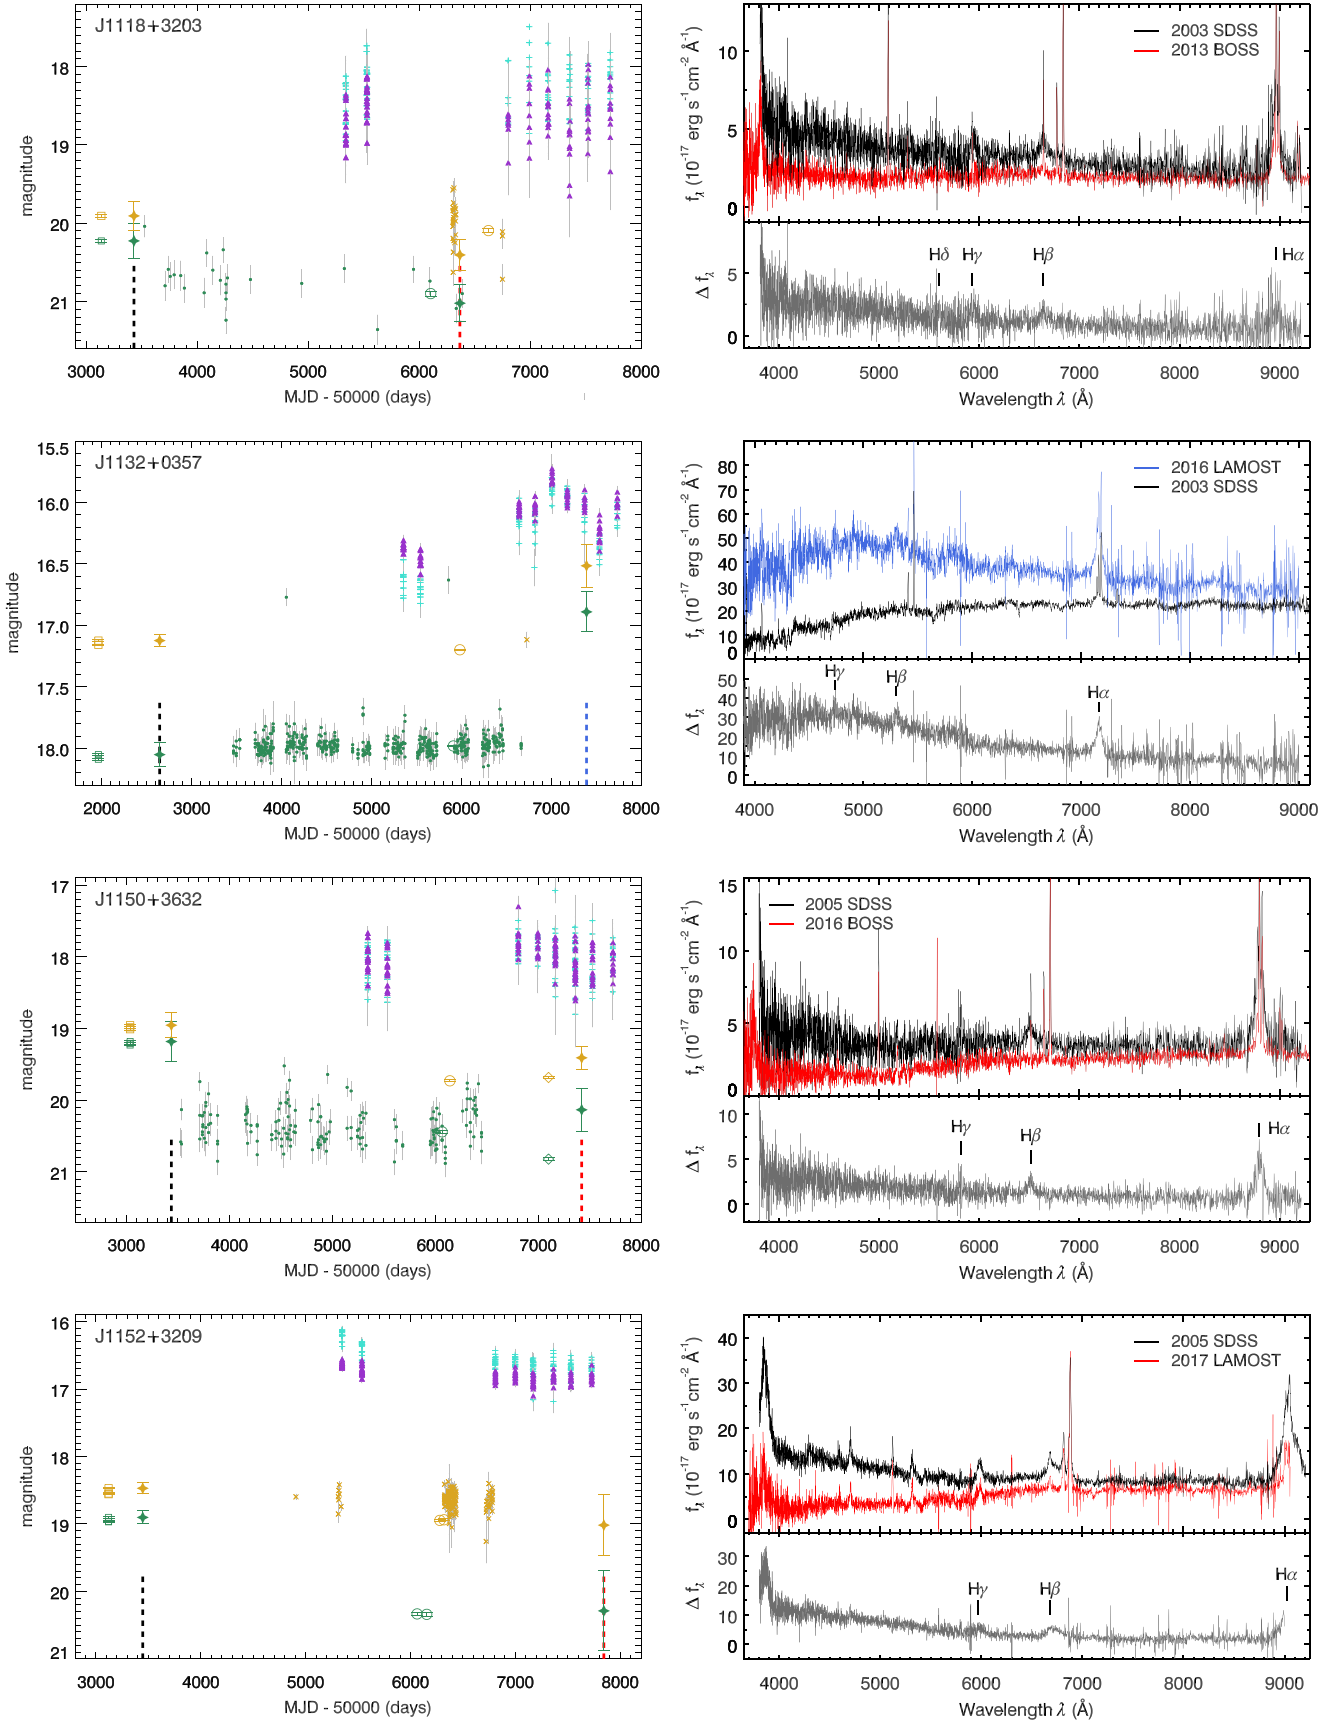 J1118+3203
magnitude
18
19
20
21
3000 4000 5000 6000 7000 8000
MJD - 50000 (days)
2003 SDSS
2013 BOSS
fλ (10⁻¹⁷ erg s⁻¹ cm⁻² Å⁻¹)
10
5
0
Hδ Hγ Hβ Hα
Δ fλ
5
0
4000 5000 6000 7000 8000 9000
Wavelength λ (Å)
J1132+0357
magnitude
15.5
16.0
16.5
17.0
17.5
18.0
2000 3000 4000 5000 6000 7000 8000
MJD - 50000 (days)
2016 LAMOST
2003 SDSS
fλ (10⁻¹⁷ erg s⁻¹ cm⁻² Å⁻¹)
80
70
60
50
40
30
20
10
0
Hγ Hβ Hα
Δ fλ
50
40
30
20
10
0
4000 5000 6000 7000 8000 9000
Wavelength λ (Å)
J1150+3632
magnitude
17
18
19
20
21
3000 4000 5000 6000 7000 8000
MJD - 50000 (days)
2005 SDSS
2016 BOSS
fλ (10⁻¹⁷ erg s⁻¹ cm⁻² Å⁻¹)
15
10
5
0
Hγ Hβ Hα
Δ fλ
10
5
0
4000 5000 6000 7000 8000 9000
Wavelength λ (Å)
J1152+3209
magnitude
16
17
18
19
20
21
3000 4000 5000 6000 7000 8000
MJD - 50000 (days)
2005 SDSS
2017 LAMOST
fλ (10⁻¹⁷ erg s⁻¹ cm⁻² Å⁻¹)
40
30
20
10
0
Hγ Hβ Hα
Δ fλ
30
20
10
0
4000 5000 6000 7000 8000 9000
Wavelength λ (Å)